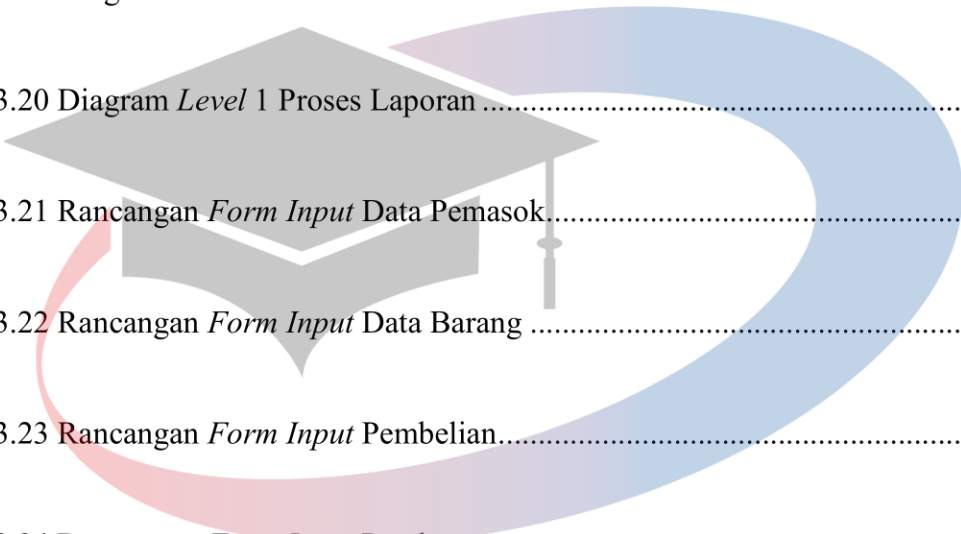 3.20 Diagram Level 1 Proses Laporan ............................................................
3.21 Rancangan Form Input Data Pemasok....................................................
3.22 Rancangan Form Input Data Barang ......................................................
3.23 Rancangan Form Input Pembelian..........................................................